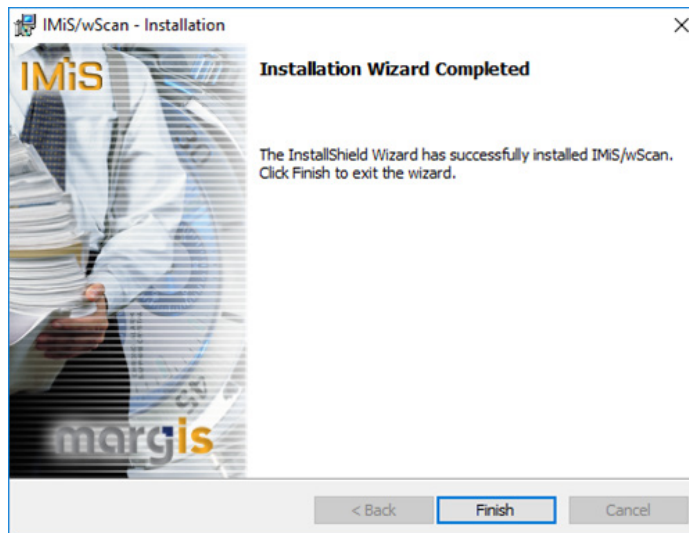 IMiS/wScan - Installation
IMiS
Installation Wizard Completed
The InstallShield Wizard has successfully installed IMiS/wScan.
Click Finish to exit the wizard.
margis
< Back
Finish
Cancel